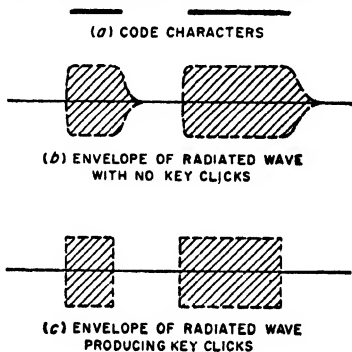 (a) CODE CHARACTERS
(b) ENVELOPE OF RADIATED WAVE
WITH NO KEY CLICKS
(c) ENVELOPE OF RADIATED WAVE
PRODUCING KEY CLICKS